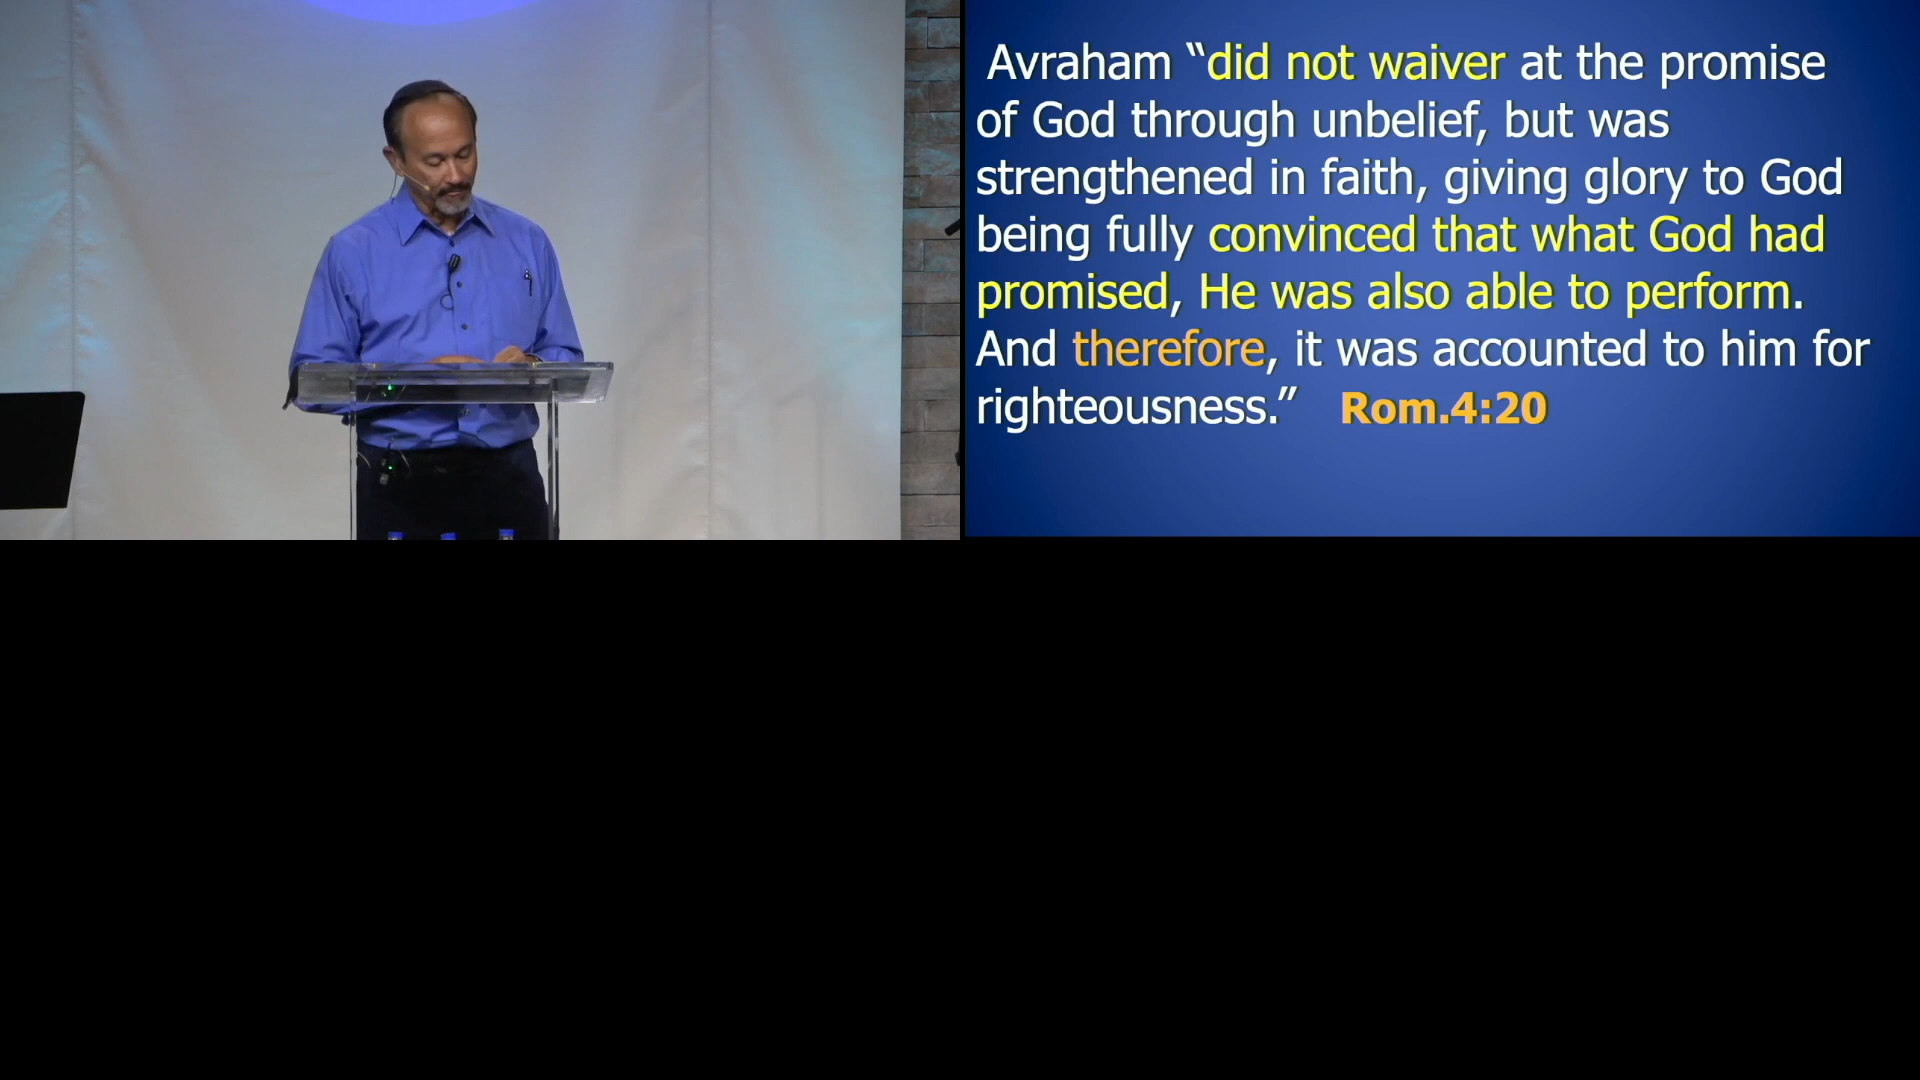 Avraham “did not waiver at the promise
of God through unbelief, but was
strengthened in faith, giving glory to God
being fully convinced that what God had
promised, He was also able to perform.
And therefore, it was accounted to him for
righteousness.” Rom.4:20